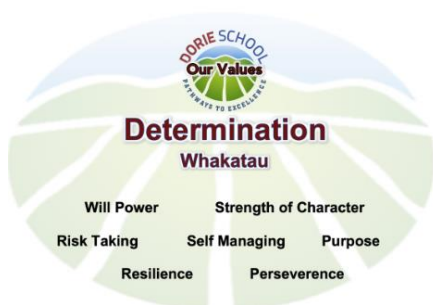 DORIE SCHOOL
Our Values
PATHWAYS TO EXCELLENCE
Determination
Whakatau
Will Power Strength of Character
Risk Taking Self Managing Purpose
Resilience Perseverence